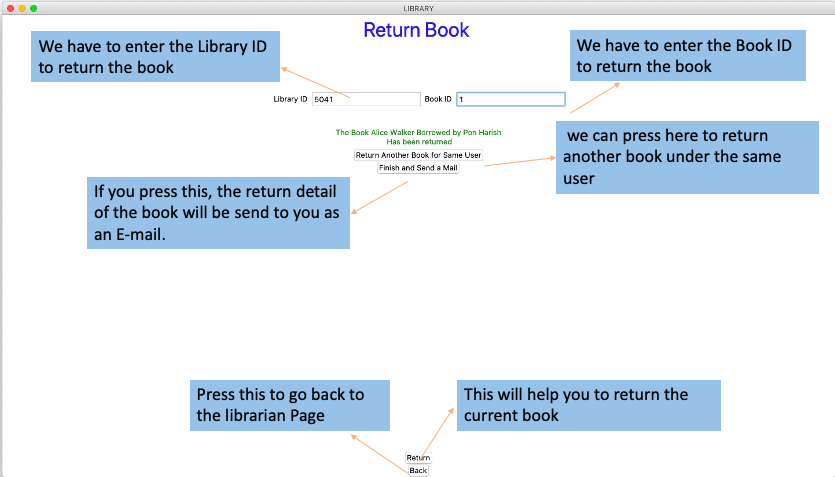 LIBRARY
Return Book
We have to enter the Library ID
to return the book
We have to enter the Book ID
to return the book
Library ID 5041 Book ID 1
The Book Alice Walker Borrowed by Pon Harish
Has been returned
Return Another Book for Same User
Finish and Send a Mail
we can press here to return
another book under the same
user
If you press this, the return detail
of the book will be send to you as
an E-mail.
Press this to go back to
the librarian Page
This will help you to return the
current book
Return
Back